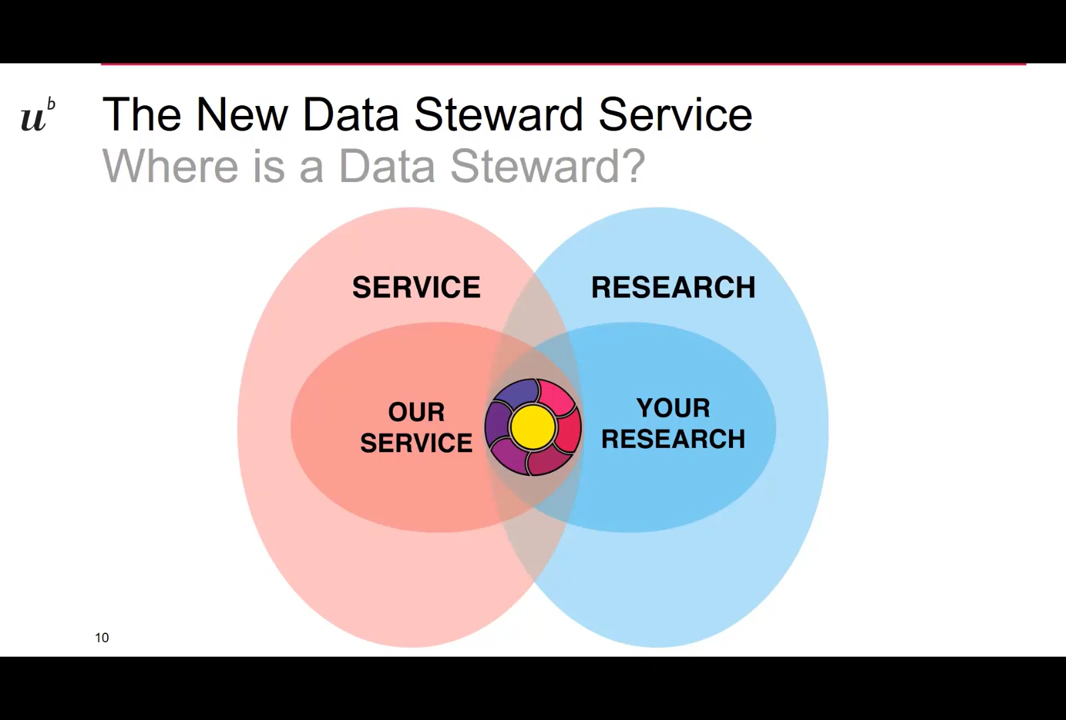 u^b
The New Data Steward Service
Where is a Data Steward?
SERVICE
RESEARCH
OUR
SERVICE
YOUR
RESEARCH
10